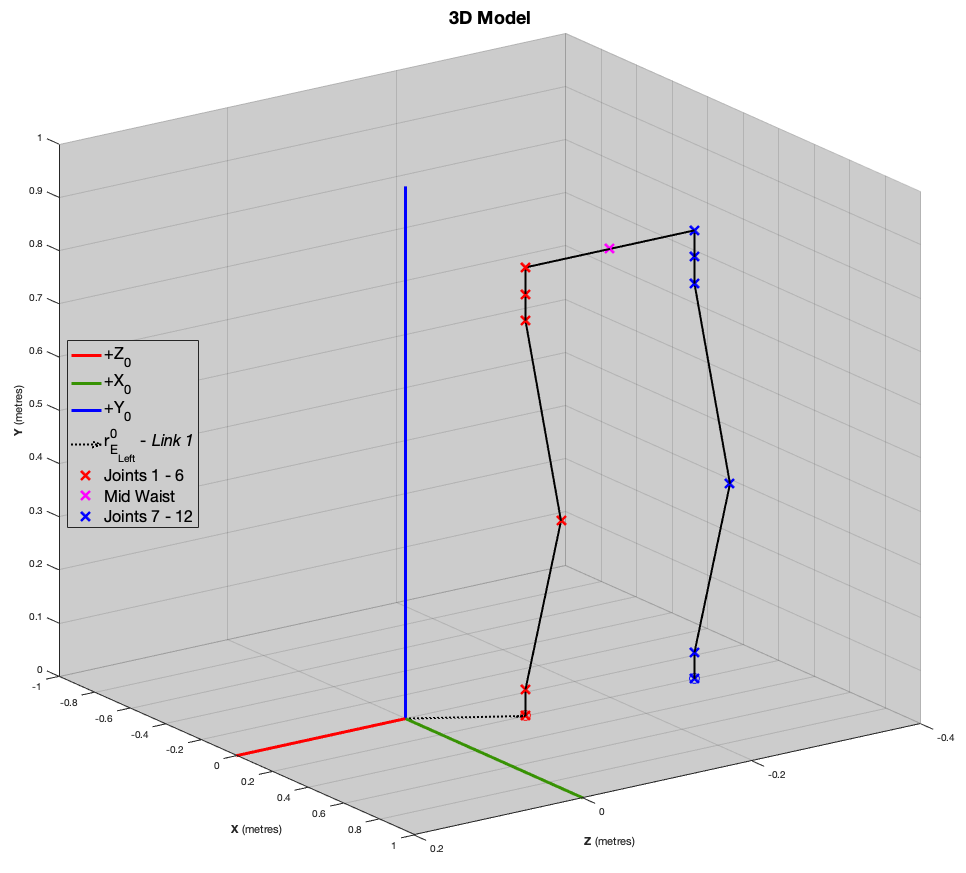 3D Model
1
0.9
0.8
0.7
0.6
0.5
0.4
0.3
0.2
0.1
0
Y (metres)
+Z0
+X0
+Y0
r0ELeft - Link 1
Joints 1 - 6
Mid Waist
Joints 7 - 12
-1
-0.8
-0.6
-0.4
-0.2
0
0.2
0.4
0.6
0.8
1
X (metres)
0.2
0
-0.2
-0.4
Z (metres)